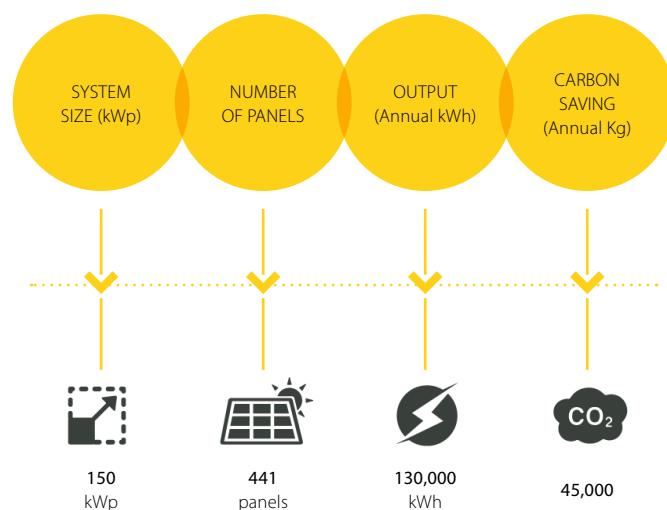 SYSTEM
SIZE (kWp)
NUMBER
OF PANELS
OUTPUT
(Annual kWh)
CARBON
SAVING
(Annual Kg)
CO₂
150
kWp
441
panels
130,000
kWh
45,000